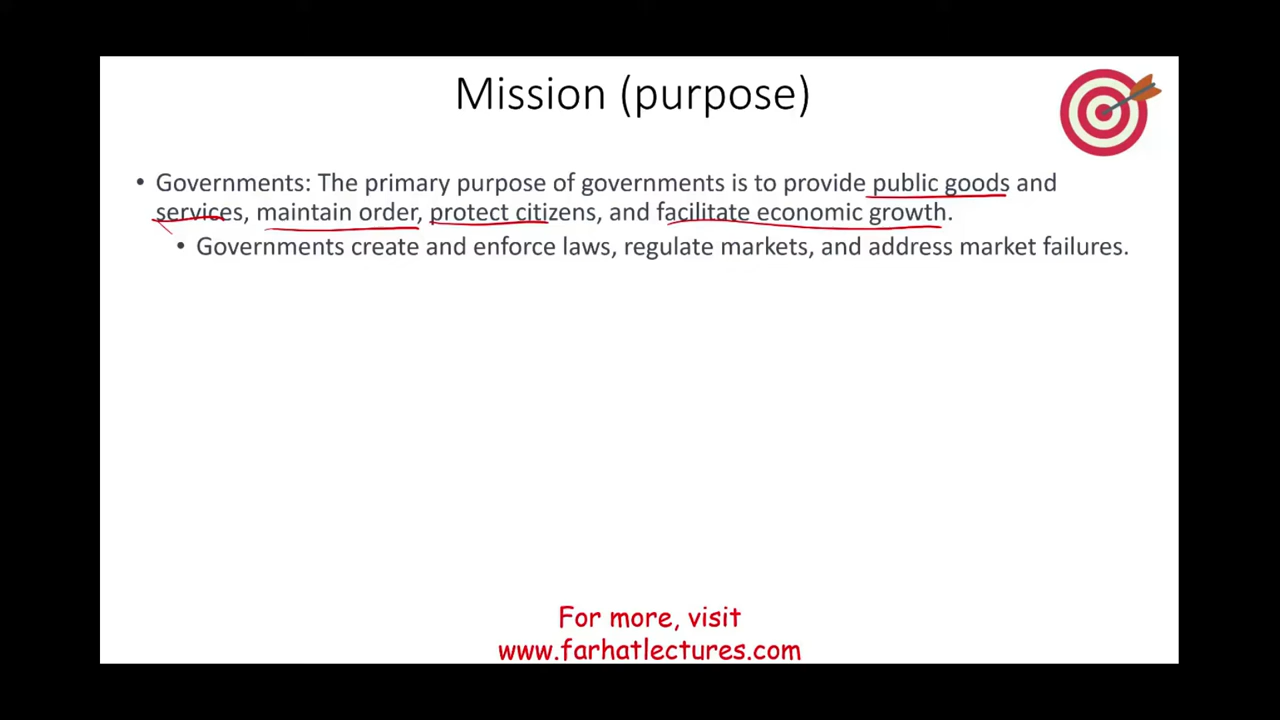 Mission (purpose)
• Governments: The primary purpose of governments is to provide public goods and
services, maintain order, protect citizens, and facilitate economic growth.
• Governments create and enforce laws, regulate markets, and address market failures.
For more, visit
www.farhatlectures.com